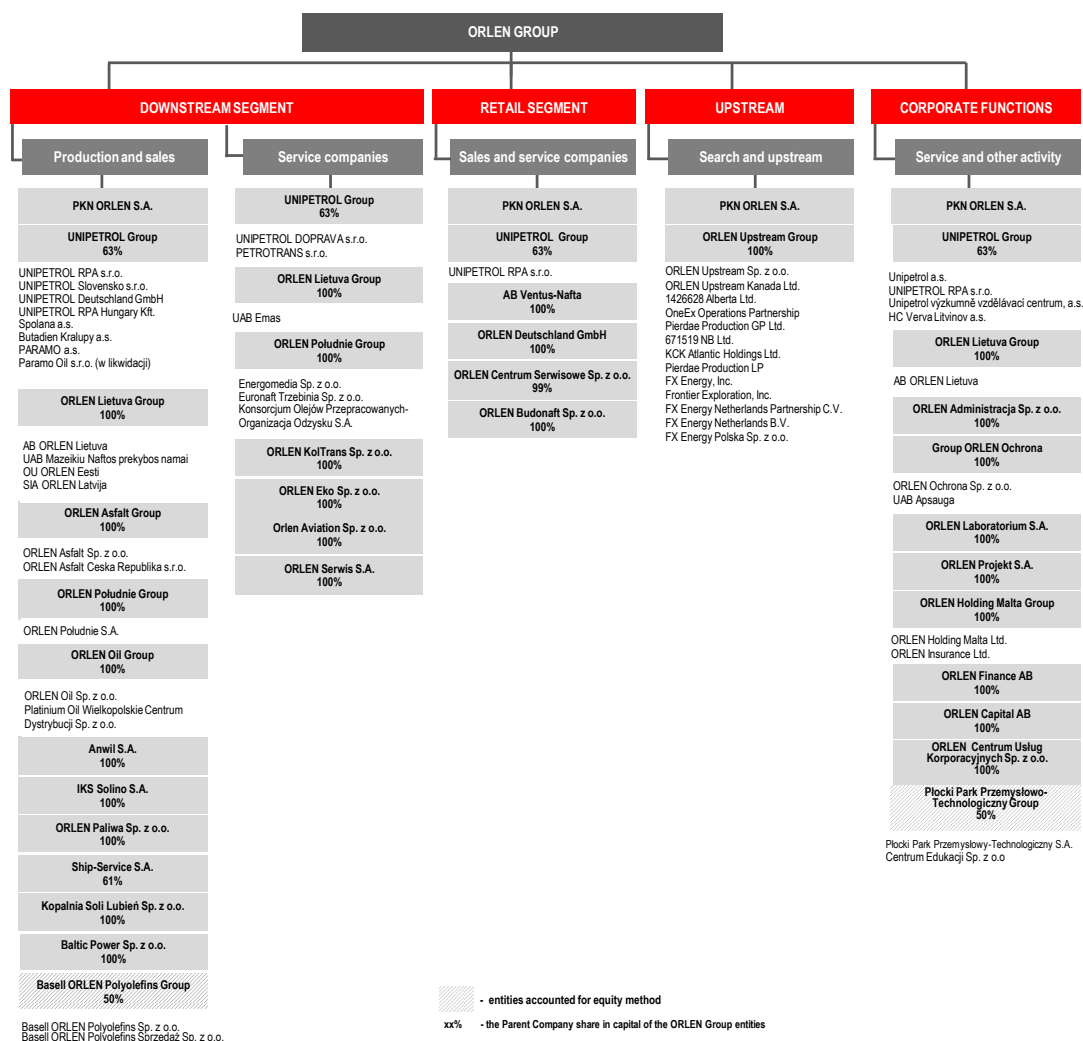 ORLEN GROUP
DOWNSTREAM SEGMENT
Production and sales
PKN ORLEN S.A.
UNIPETROL Group
63%
UNIPETROL RPA s.r.o.
UNIPETROL Slovensko s.r.o.
UNIPETROL Deutschland GmbH
UNIPETROL RPA Hungary Kft.
Spolana a.s.
Butadien Kralupy a.s.
PARAMO a.s.
Paramo Oil s.r.o. (w likwidacji)
ORLEN Lietuva Group
100%
AB ORLEN Lietuva
UAB Mazeikiu Naftos prekybos namai
OU ORLEN Eesti
SIA ORLEN Latvija
ORLEN Asfalt Group
100%
ORLEN Asfalt Sp. z o.o.
ORLEN Asfalt Ceska Republika s.r.o.
ORLEN Południe Group
100%
ORLEN Południe S.A.
ORLEN Oil Group
100%
ORLEN Oil Sp. z o.o.
Platinium Oil Wielkopolskie Centrum
Dystrybucji Sp. z o.o.
Anwil S.A.
100%
IKS Solino S.A.
100%
ORLEN Paliwa Sp. z o.o.
100%
Ship-Service S.A.
61%
Kopalnia Soli Lubień Sp. z o.o.
100%
Baltic Power Sp. z o.o.
100%
Basell ORLEN Polyolefins Group
50%
Basell ORLEN Polyolefins Sp. z o.o.
Basell ORLEN Polyolefins Sprzedaż Sp. z o.o.
Service companies
UNIPETROL Group
63%
UNIPETROL DOPRAVA s.r.o.
PETROTRANS s.r.o.
ORLEN Lietuva Group
100%
UAB Emas
ORLEN Południe Group
100%
Energomedia Sp. z o.o.
Euronaft Trzebinia Sp. z o.o.
Konsorcjum Olejów Przepracowanych-
Organizacja Odzysku S.A.
ORLEN KolTrans Sp. z o.o.
100%
ORLEN Eko Sp. z o.o.
100%
Orlen Aviation Sp. z o.o.
100%
ORLEN Serwis S.A.
100%
RETAIL SEGMENT
Sales and service companies
PKN ORLEN S.A.
UNIPETROL Group
63%
UNIPETROL RPA s.r.o.
AB Ventus-Nafta
100%
ORLEN Deutschland GmbH
100%
ORLEN Centrum Serwisowe Sp. z o.o.
99%
ORLEN Budonaft Sp. z o.o.
100%
UPSTREAM
Search and upstream
PKN ORLEN S.A.
ORLEN Upstream Group
100%
ORLEN Upstream Sp. z o.o.
ORLEN Upstream Kanada Ltd.
1426628 Alberta Ltd.
OneEx Operations Partnership
Pierdae Production GP Ltd.
671519 NB Ltd.
KCK Atlantic Holdings Ltd.
Pierdae Production LP
FX Energy, Inc.
Frontier Exploration, Inc.
FX Energy Netherlands Partnership C.V.
FX Energy Netherlands B.V.
FX Energy Polska Sp. z o.o.
CORPORATE FUNCTIONS
Service and other activity
PKN ORLEN S.A.
UNIPETROL Group
63%
Unipetrol a.s.
UNIPETROL RPA s.r.o.
Unipetrol výzkumně vzdělávací centrum, a.s.
HC Verva Litvinov a.s.
ORLEN Lietuva Group
100%
AB ORLEN Lietuva
ORLEN Administracja Sp. z o.o.
100%
Group ORLEN Ochrona
100%
ORLEN Ochrona Sp. z o.o.
UAB Apsauga
ORLEN Laboratorium S.A.
100%
ORLEN Projekt S.A.
100%
ORLEN Holding Malta Group
100%
ORLEN Holding Malta Ltd.
ORLEN Insurance Ltd.
ORLEN Finance AB
100%
ORLEN Capital AB
100%
ORLEN Centrum Usług
Korporacyjnych Sp. z o.o.
100%
Płocki Park Przemysłowo-
Technologiczny Group
50%
Płocki Park Przemysłowy-Technologiczny S.A.
Centrum Edukacji Sp. z o.o
- entities accounted for equity method
xx% - the Parent Company share in capital of the ORLEN Group entities